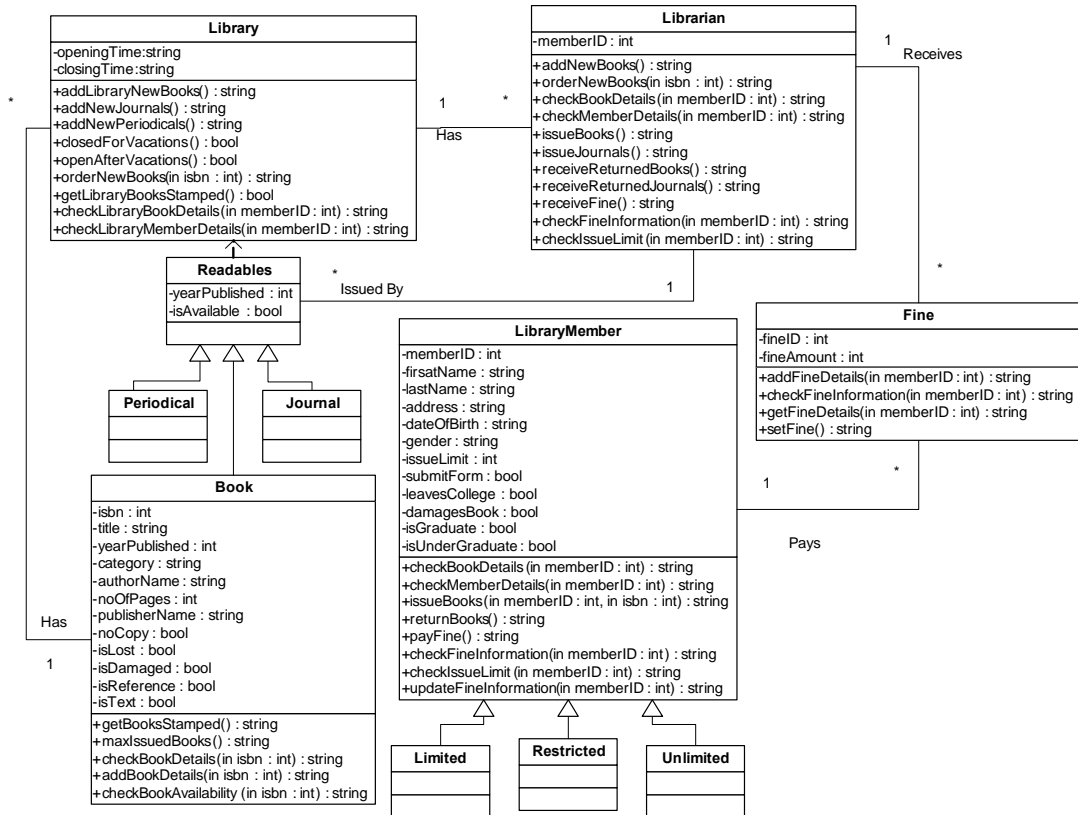 Library
-openingTime:string
-closingTime:string
+addLibraryNewBooks() : string
+addNewJournals() : string
+addNewPeriodicals() : string
+closedForVacations() : bool
+openAfterVacations() : bool
+orderNewBooks(in isbn : int) : string
+getLibraryBooksStamped() : bool
+checkLibraryBookDetails(in memberID : int) : string
+checkLibraryMemberDetails(in memberID : int) : string
*
1
*
Has
Librarian
-memberID : int
+addNewBooks() : string
+orderNewBooks(in isbn : int) : string
+checkBookDetails(in memberID : int) : string
+checkMemberDetails(in memberID : int) : string
+issueBooks() : string
+issueJournals() : string
+receiveReturnedBooks() : string
+receiveReturnedJournals() : string
+receiveFine() : string
+checkFineInformation(in memberID : int) : string
+checkIssueLimit(in memberID : int) : string
1
Receives
*
Readables
-yearPublished : int
-isAvailable : bool
*
Issued By
1
Periodical
Journal
Book
-isbn : int
-title : string
-yearPublished : int
-category : string
-authorName : string
-noOfPages : int
-publisherName : string
-noCopy : bool
-isLost : bool
-isDamaged : bool
-isReference : bool
-isText : bool
+getBooksStamped() : string
+maxIssuedBooks() : string
+checkBookDetails(in isbn : int) : string
+addBookDetails(in isbn : int) : string
+checkBookAvailability (in isbn : int) : string
Has
1
LibraryMember
-memberID : int
-firsatName : string
-lastName : string
-address : string
-dateOfBirth : string
-gender : string
-issueLimit : int
-submitForm : bool
-leavesCollege : bool
-damagesBook : bool
-isGraduate : bool
-isUnderGraduate : bool
+checkBookDetails (in memberID : int) : string
+checkMemberDetails (in memberID : int) : string
+issueBooks (in memberID : int, in isbn : int) : string
+returnBooks() : string
+payFine() : string
+checkFineInformation(in memberID : int) : string
+checkIssueLimit (in memberID : int) : string
+updateFineInformation(in memberID : int) : string
Fine
-fineID : int
-fineAmount : int
+addFineDetails(in memberID : int) : string
+checkFineInformation(in memberID : int) : string
+getFineDetails(in memberID : int) : string
+setFine() : string
*
1
Pays
Limited
Restricted
Unlimited